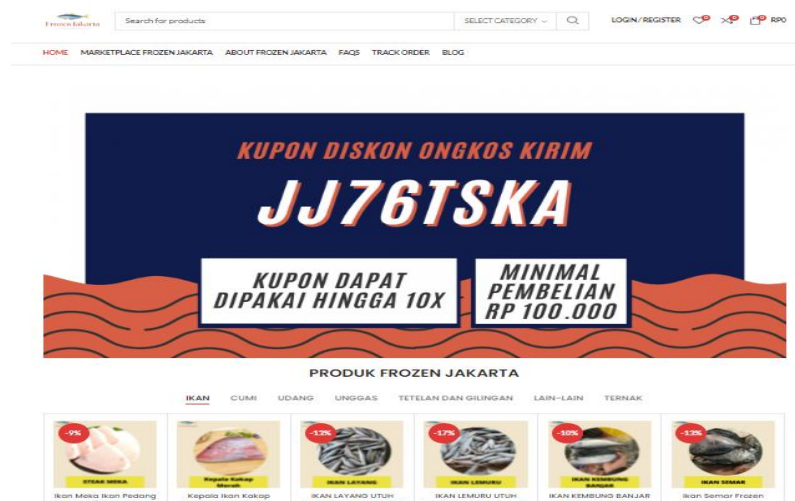 Frozen Jakarta
Search for products
SELECT CATEGORY
LOGIN / REGISTER
0
0
0
RP0
HOME MARKETPLACE FROZEN JAKARTA ABOUT FROZEN JAKARTA FAQS TRACK ORDER BLOG
KUPON DISKON ONGKOS KIRIM
JJ76TSKA
KUPON DAPAT
DIPAKAI HINGGA 10X
MINIMAL
PEMBELIAN
RP 100.000
PRODUK FROZEN JAKARTA
IKAN CUMI UDANG UNGGAS TETELAN DAN GILINGAN LAIN-LAIN TERNAK
-9%
STEAK MEKA
Ikan Meka Ikan Pedang
Kepala Kakap
Merah
Kepala Ikan Kakap
-13%
IKAN LAYANG
IKAN LAYANG UTUH
-17%
IKAN LEMURU
IKAN LEMURU UTUH
-10%
IKAN KEMBUNG
BANJAR
IKAN KEMBUNG BANJAR
-13%
IKAN SEMAR
Ikan Semar Frozen